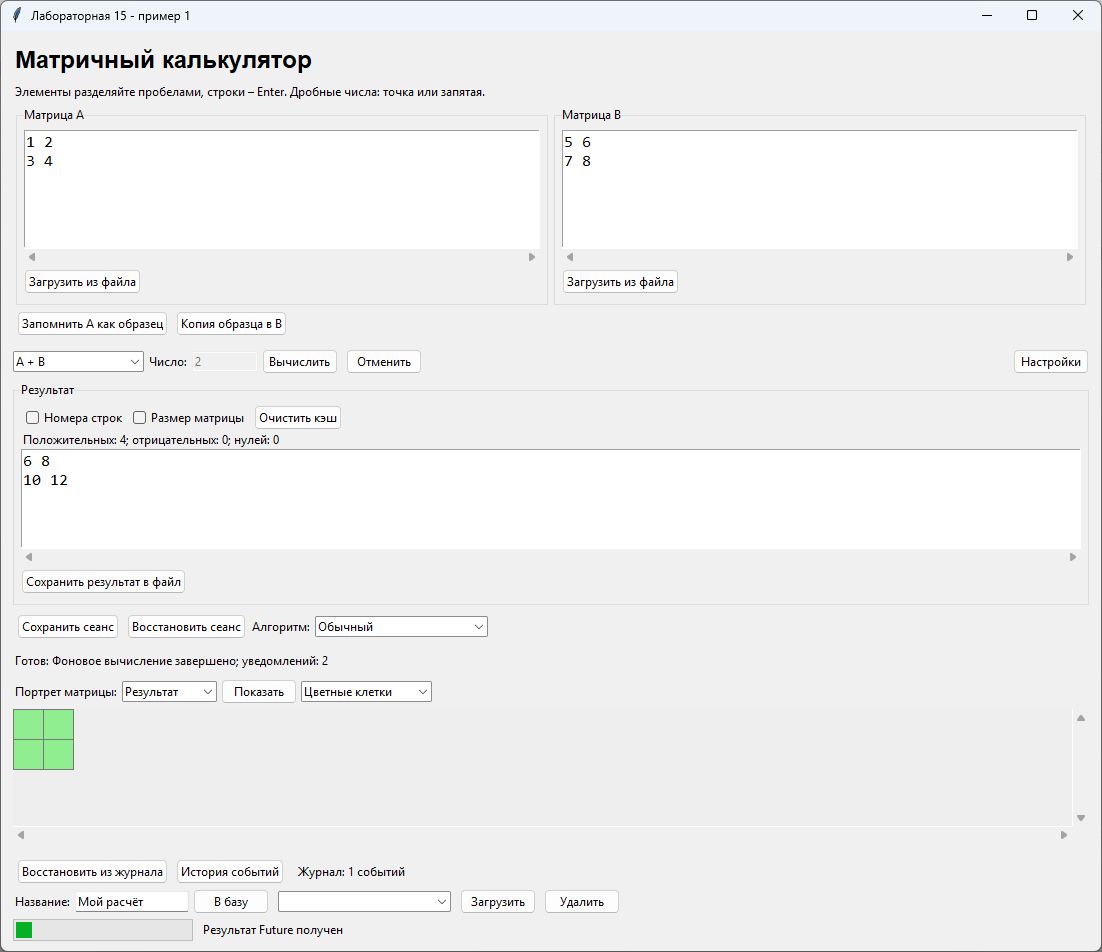 Лабораторная 15 - пример 1
Матричный калькулятор
Элементы разделяйте пробелами, строки – Enter. Дробные числа: точка или запятая.
Матрица A Матрица B
1 2 5 6
3 4 7 8
Загрузить из файла Загрузить из файла
Запомнить A как образец Копия образца в B
A + B Число: 2 Вычислить Отменить Настройки
Результат
Номера строк Размер матрицы Очистить кэш
Положительных: 4; отрицательных: 0; нулей: 0
6 8
10 12
Сохранить результат в файл
Сохранить сеанс Восстановить сеанс Алгоритм: Обычный
Готов: Фоновое вычисление завершено; уведомлений: 2
Портрет матрицы: Результат Показать Цветные клетки
Восстановить из журнала История событий Журнал: 1 событий
Название: Мой расчёт В базу Загрузить Удалить
Результат Future получен